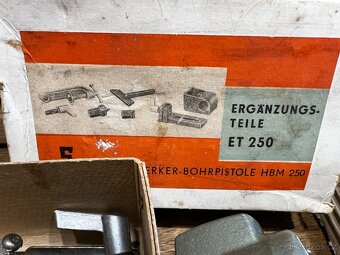 ERGÄNZUNGS-
TEILE
ET 250
ERKER-BOHRPISTOLE HBM 250